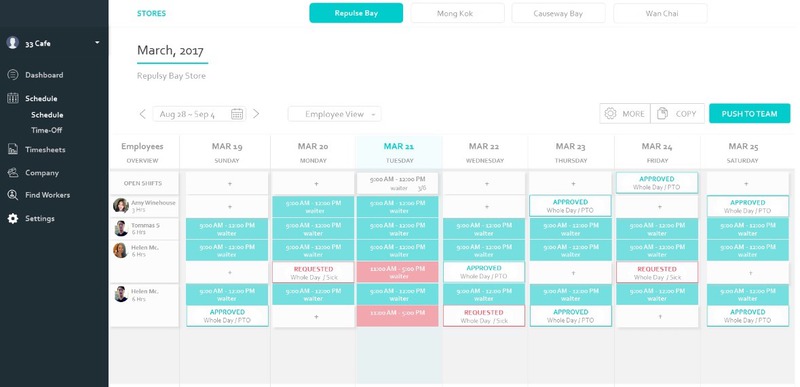 STORES
Repulse Bay
Mong Kok
Causeway Bay
Wan Chai
33 Cafe
Dashboard
Schedule
Schedule
Time-Off
Timesheets
Company
Find Workers
Settings
March, 2017
Repulsy Bay Store
Aug 28 – Sep 4
Employee View
MORE
COPY
PUSH TO TEAM
Employees MAR 19 MAR 20 MAR 21 MAR 22 MAR 23 MAR 24 MAR 25
OVERVIEW SUNDAY MONDAY TUESDAY WEDNESDAY THURSDAY FRIDAY SATURDAY
OPEN SHIFTS + + 9:00 AM - 12:00 PM + + APPROVED +
waiter 3/6 Whole Day / PTO
Amy Winehouse + 9:00 AM - 12:00 PM 9:00 AM - 12:00 PM + APPROVED + APPROVED
3 Hrs waiter waiter Whole Day / PTO Whole Day / PTO
Tommas S 9:00 AM - 12:00 PM 9:00 AM - 12:00 PM 9:00 AM - 12:00 PM 9:00 AM - 12:00 PM 9:00 AM - 12:00 PM 9:00 AM - 12:00 PM 9:00 AM - 12:00 PM
6 Hrs waiter waiter waiter waiter waiter waiter waiter
Helen Mc. 9:00 AM - 12:00 PM 9:00 AM - 12:00 PM 9:00 AM - 12:00 PM 9:00 AM - 12:00 PM 9:00 AM - 12:00 PM 9:00 AM - 12:00 PM 9:00 AM - 12:00 PM
6 Hrs waiter waiter waiter waiter waiter waiter waiter
+ REQUESTED 11:00 AM - 5:00 PM APPROVED + REQUESTED +
Whole Day / Sick waiter Whole Day / PTO Whole Day / Sick
Helen Mc. 9:00 AM - 12:00 PM 9:00 AM - 12:00 PM 9:00 AM - 12:00 PM 9:00 AM - 12:00 PM 9:00 AM - 12:00 PM 9:00 AM - 12:00 PM 9:00 AM - 12:00 PM
6 Hrs waiter waiter waiter waiter waiter waiter waiter
APPROVED + 11:00 AM - 5:00 PM REQUESTED APPROVED + APPROVED
Whole Day / PTO Whole Day / Sick Whole Day / PTO Whole Day / PTO